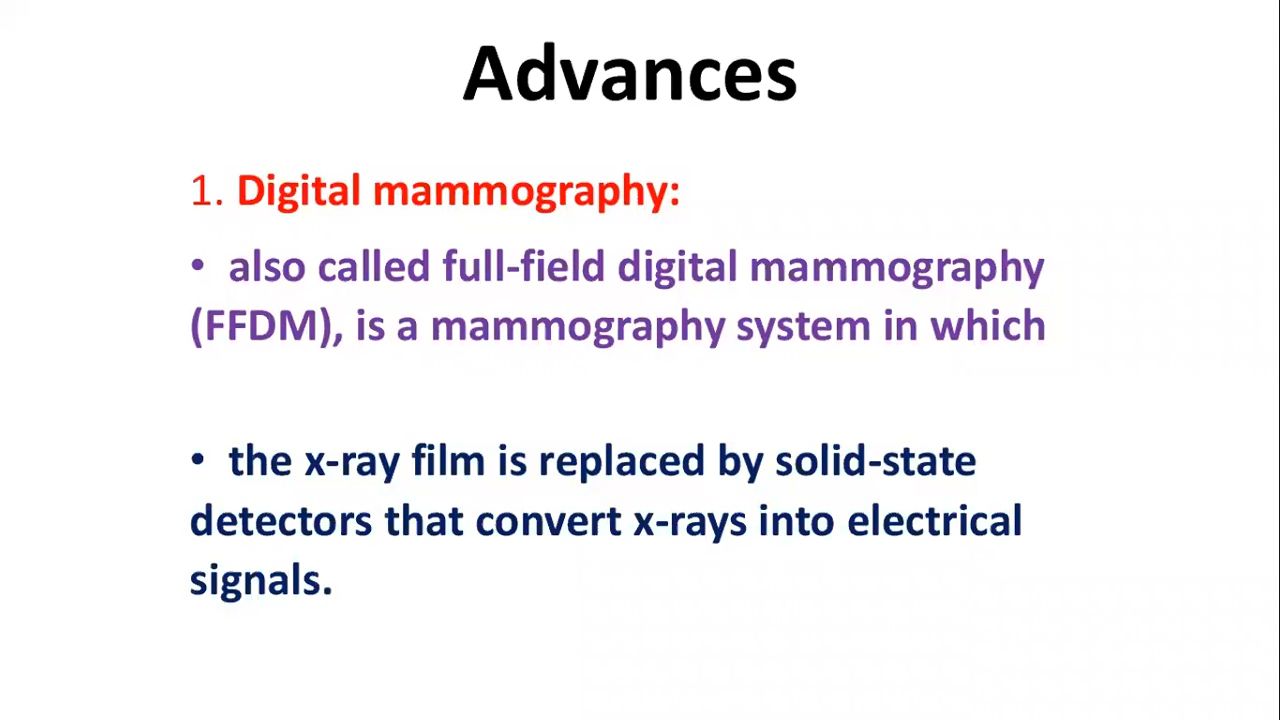 Advances
1. Digital mammography:
• also called full-field digital mammography
(FFDM), is a mammography system in which
• the x-ray film is replaced by solid-state
detectors that convert x-rays into electrical
signals.